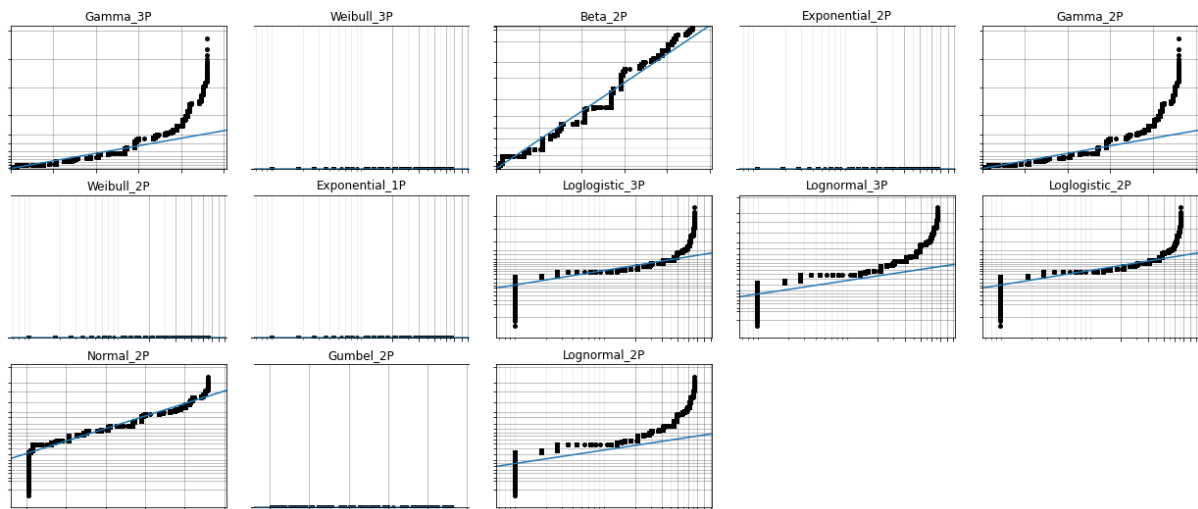 Gamma_3P
Weibull_3P
Beta_2P
Exponential_2P
Gamma_2P
Weibull_2P
Exponential_1P
Loglogistic_3P
Lognormal_3P
Loglogistic_2P
Normal_2P
Gumbel_2P
Lognormal_2P